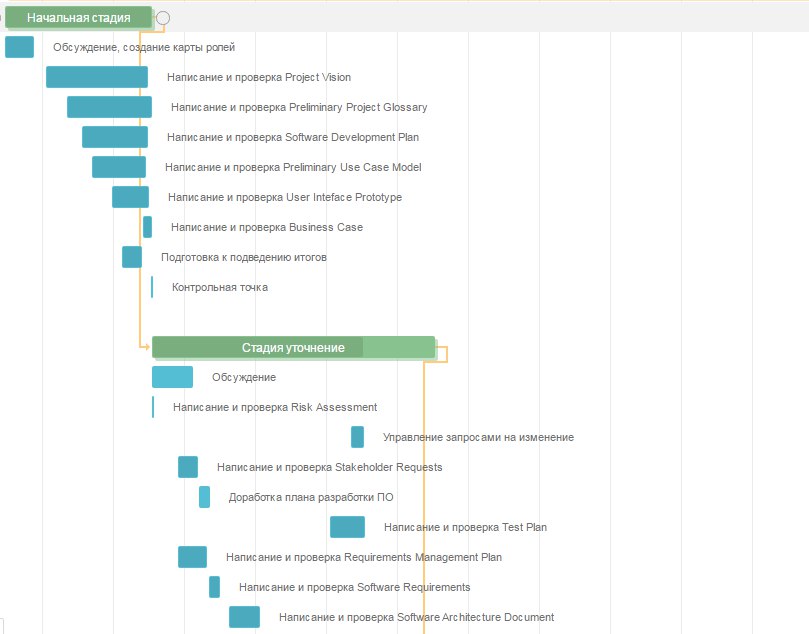 Начальная стадия
Обсуждение, создание карты ролей
Написание и проверка Project Vision
Написание и проверка Preliminary Project Glossary
Написание и проверка Software Development Plan
Написание и проверка Preliminary Use Case Model
Написание и проверка User Inteface Prototype
Написание и проверка Business Case
Подготовка к подведению итогов
Контрольная точка
Стадия уточнение
Обсуждение
Написание и проверка Risk Assessment
Управление запросами на изменение
Написание и проверка Stakeholder Requests
Доработка плана разработки ПО
Написание и проверка Test Plan
Написание и проверка Requirements Management Plan
Написание и проверка Software Requirements
Написание и проверка Software Architecture Document